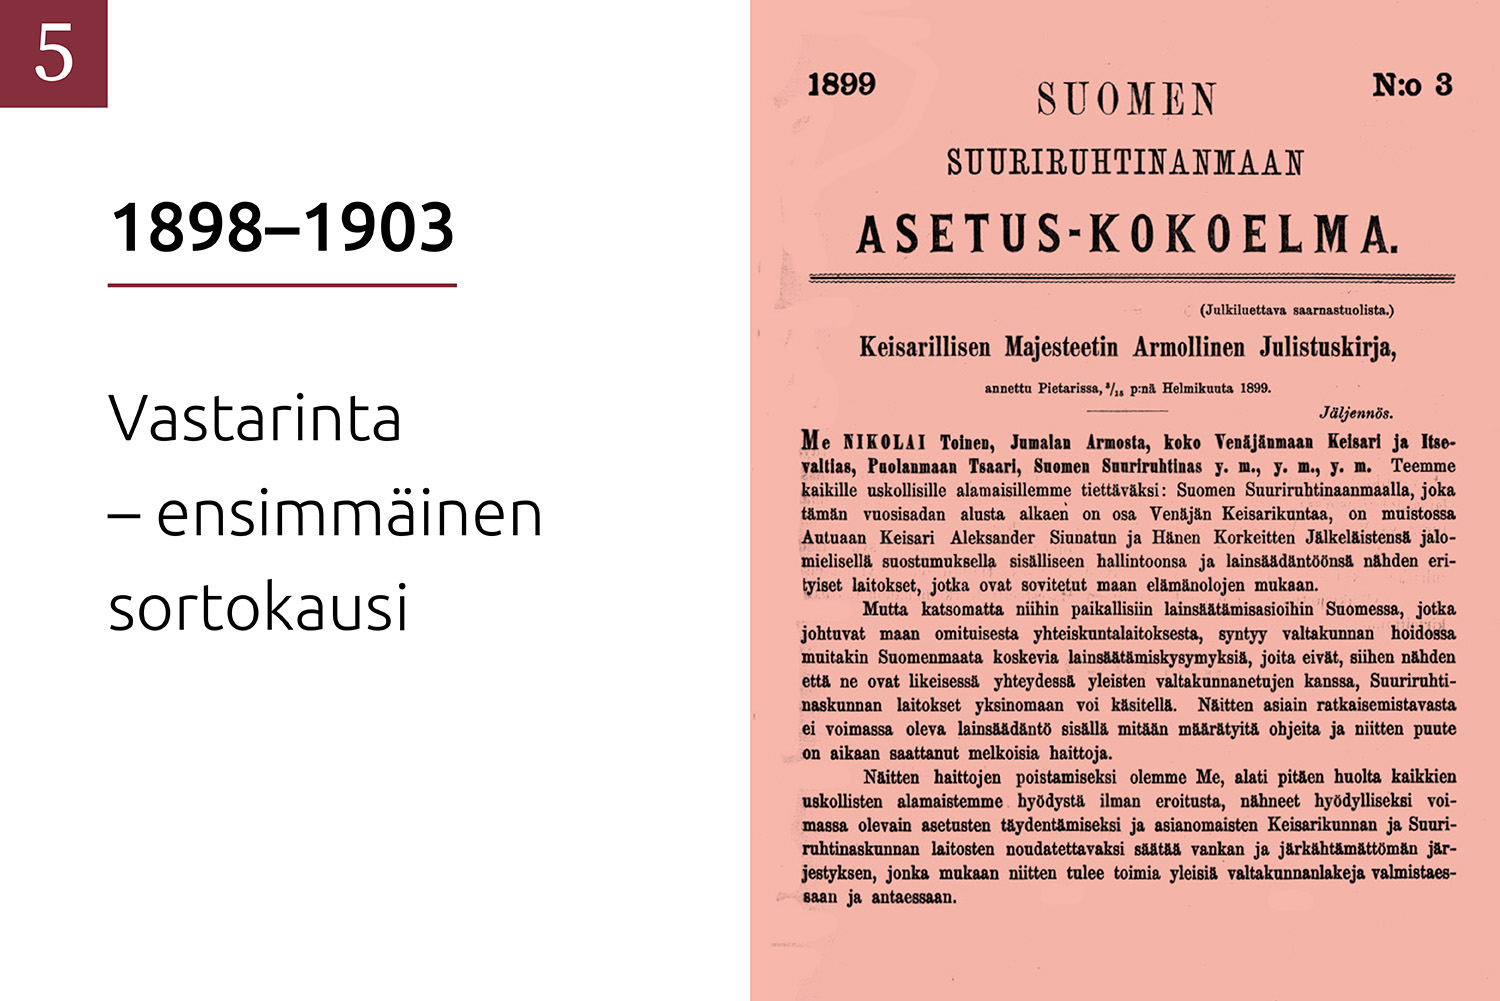 5
1898–1903
Vastarinta
– ensimmäinen
sortokausi
1899
N:o 3
SUOMEN
SUURIRUHTINANMAAN
ASETUS-KOKOELMA.
(Julkiluettava saarnastuolista.)
Keisarillisen Majesteetin Armollinen Julistuskirja,
annettu Pietarissa, 3/15 p:nä Helmikuuta 1899.
Jäljennös.
Me NIKOLAI Toinen, Jumalan Armosta, koko Venäjänmaan Keisari ja Itse-
valtias, Puolanmaan Tsaari, Suomen Suuriruhtinas y. m., y. m., y. m. Teemme
kaikille uskollisille alamaisillemme tiettäväksi: Suomen Suuriruhtinaanmaalla, joka
tämän vuosisadan alusta alkaen on osa Venäjän Keisarikuntaa, on muistossa
Autuaan Keisari Aleksander Siunatun ja Hänen Korkeitten Jälkeläistensä jalo-
mielisellä suostumuksella sisälliseen hallintoonsa ja lainsäädäntöönsä nähden eri-
tyiset laitokset, jotka ovat sovitetut maan elämänolojen mukaan.
Mutta katsomatta niihin paikallisiin lainsäätämisasioihin Suomessa, jotka
johtuvat maan omituisesta yhteiskuntalaitoksesta, syntyy valtakunnan hoidossa
muitakin Suomenmaata koskevia lainsäätämiskysymyksiä, joita eivät, siihen nähden
että ne ovat likeisessä yhteydessä yleisten valtakunnanetujen kanssa, Suuriruhti-
naskunnan laitokset yksinomaan voi käsitellä. Näitten asiain ratkaisemistavasta
ei voimassa oleva lainsäädäntö sisällä mitään määrätyitä ohjeita ja niitten puute
on aikaan saattanut melkoisia haittoja.
Näitten haittojen poistamiseksi olemme Me, alati pitäen huolta kaikkien
uskollisten alamaistemme hyödystä ilman eroitusta, nähneet hyödylliseksi voi-
massa olevain asetusten täydentämiseksi ja asianomaisten Keisarikunnan ja Suuri-
ruhtinaskunnan laitosten noudatettavaksi säätää vankan ja järkähtämättömän jär-
jestyksen, jonka mukaan niitten tulee toimia yleisiä valtakunnanlakeja valmistaes-
saan ja antaessaan.